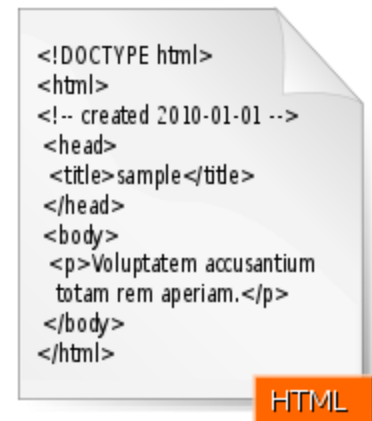 <!DOCTYPE html>
<html>
<!-- created 2010-01-01 -->
<head>
<title>sample</title>
</head>
<body>
<p>Voluptatem accusantium
totam rem aperiam.</p>
</body>
</html>
HTML